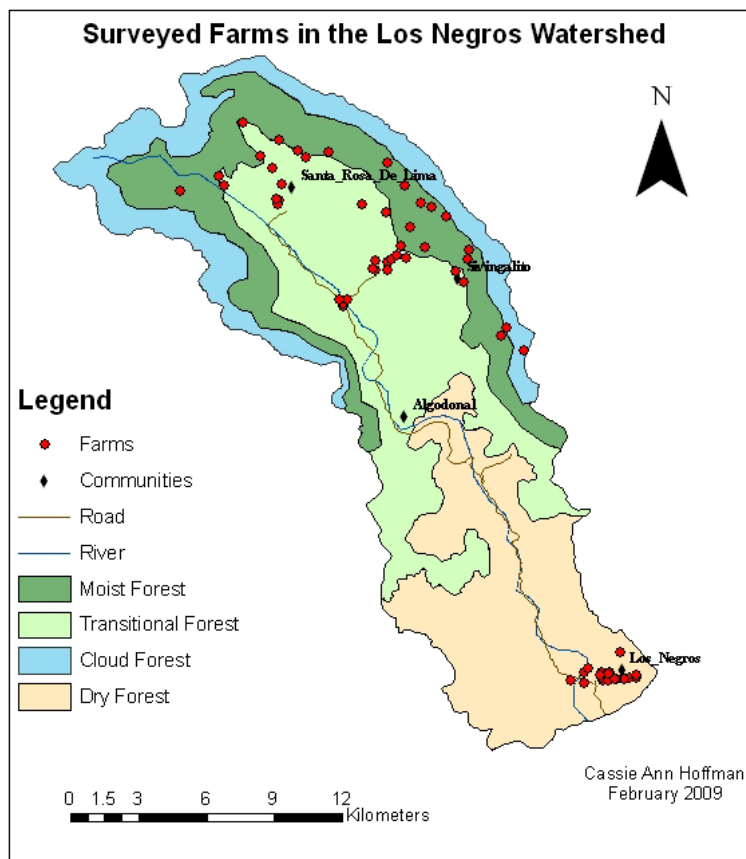 Surveyed Farms in the Los Negros Watershed
N
Santa_Rosa_De_Lima
Sivingalito
Algodonal
Legend
Farms
Communities
Road
River
Moist Forest
Transitional Forest
Cloud Forest
Dry Forest
Los_Negros
Cassie Ann Hoffman
February 2009
0 1.5 3 6 9 12
Kilometers